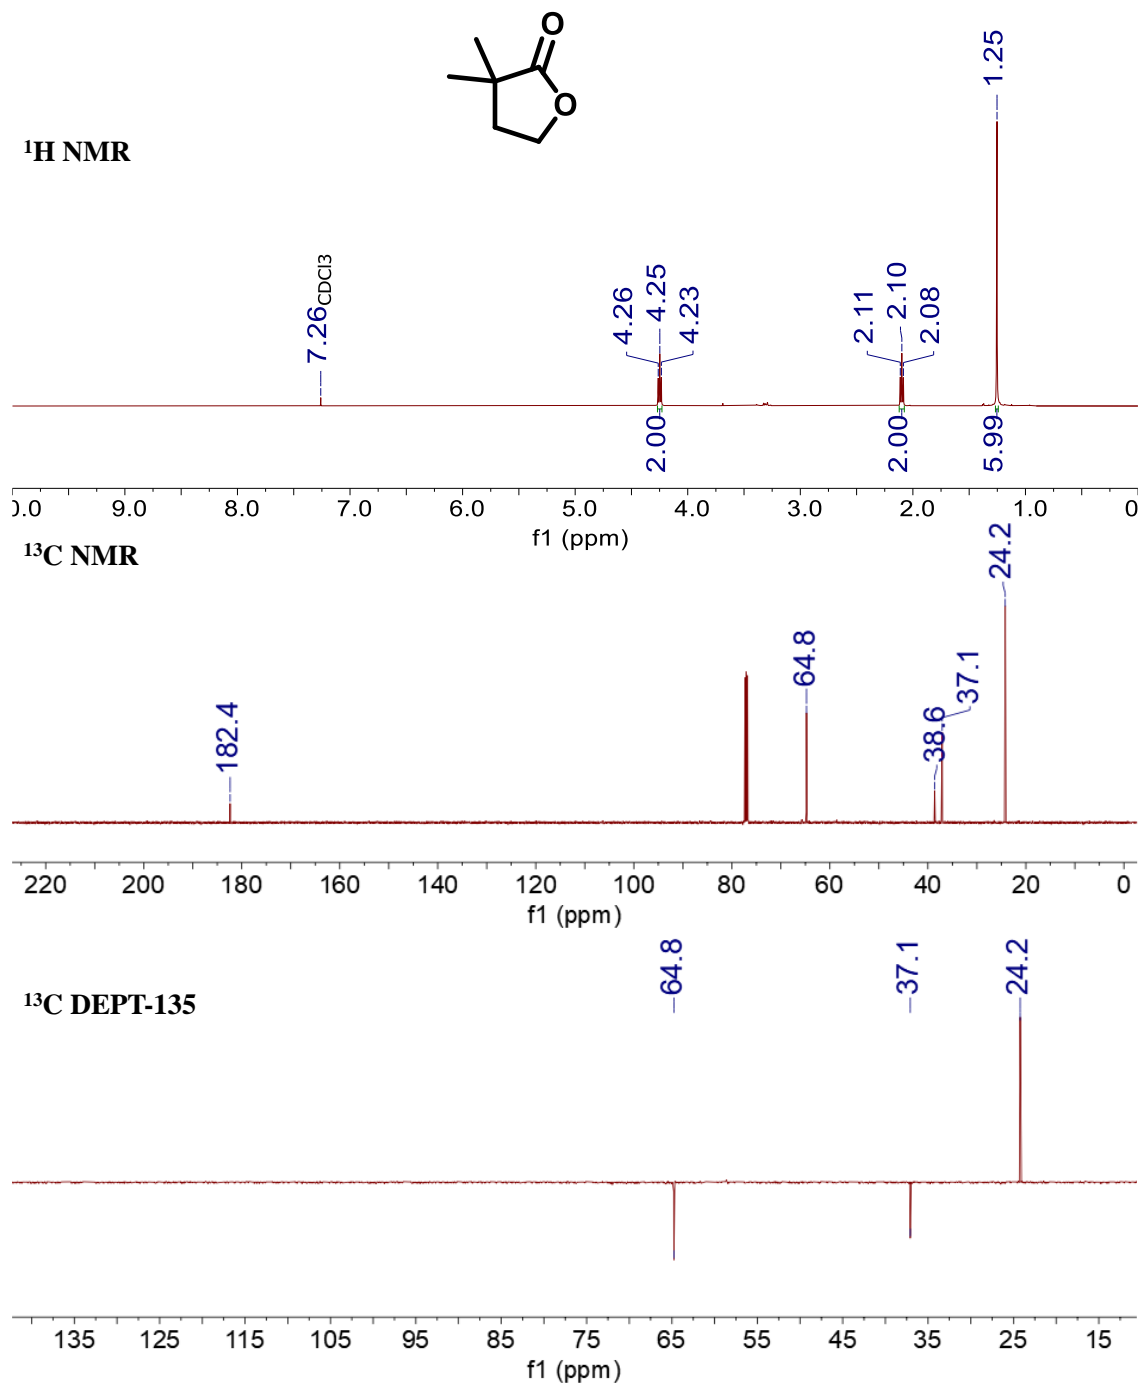 O
O
1.25
¹H NMR
7.26CDCl3
4.26
4.25
4.23
2.11
2.10
2.08
2.00
2.00
5.99
0.0 9.0 8.0 7.0 6.0 5.0 4.0 3.0 2.0 1.0 0
f1 (ppm)
¹³C NMR
182.4
64.8
38.6
37.1
24.2
220 200 180 160 140 120 100 80 60 40 20 0
f1 (ppm)
¹³C DEPT-135
64.8
37.1
24.2
135 125 115 105 95 85 75 65 55 45 35 25 15
f1 (ppm)